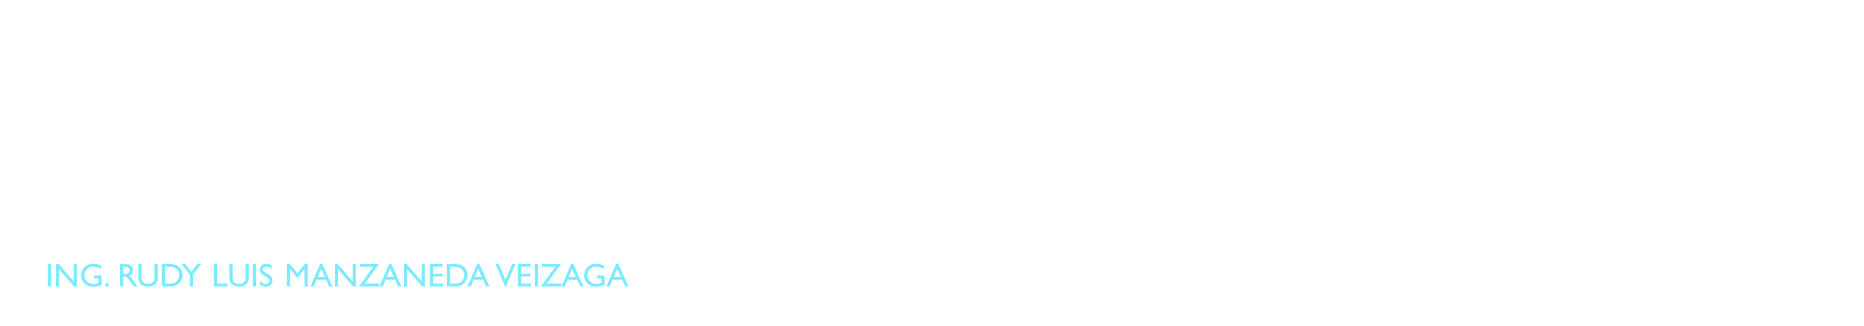 ING. RUDY LUIS MANZANEDA VEIZAGA